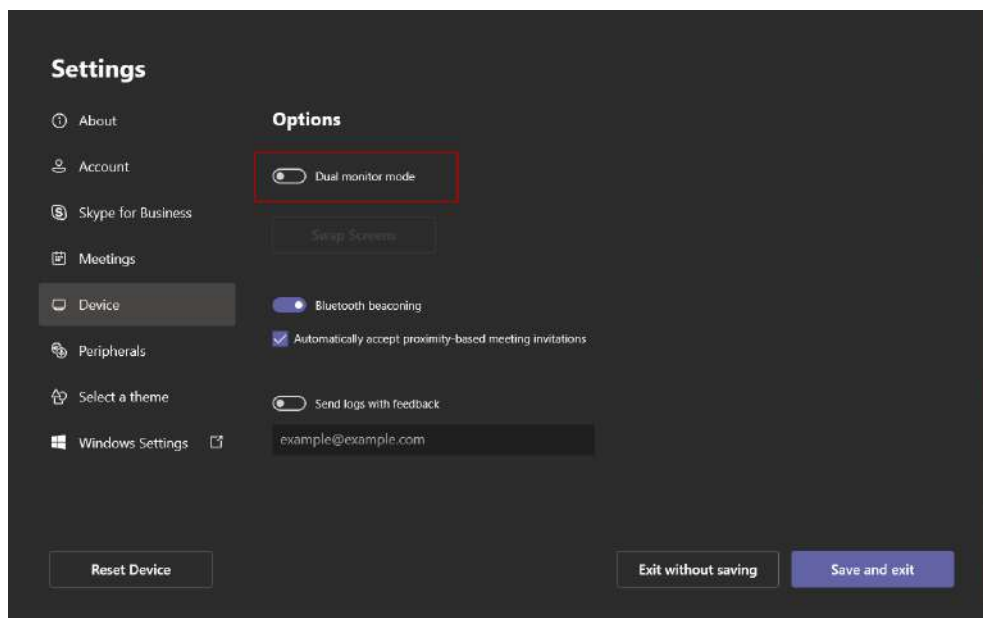 Settings
About
Account
Skype for Business
Meetings
Device
Peripherals
Select a theme
Windows Settings
Options
Dual monitor mode
Swap Screens
Bluetooth beaconing
Automatically accept proximity-based meeting invitations
Send logs with feedback
example@example.com
Reset Device
Exit without saving
Save and exit